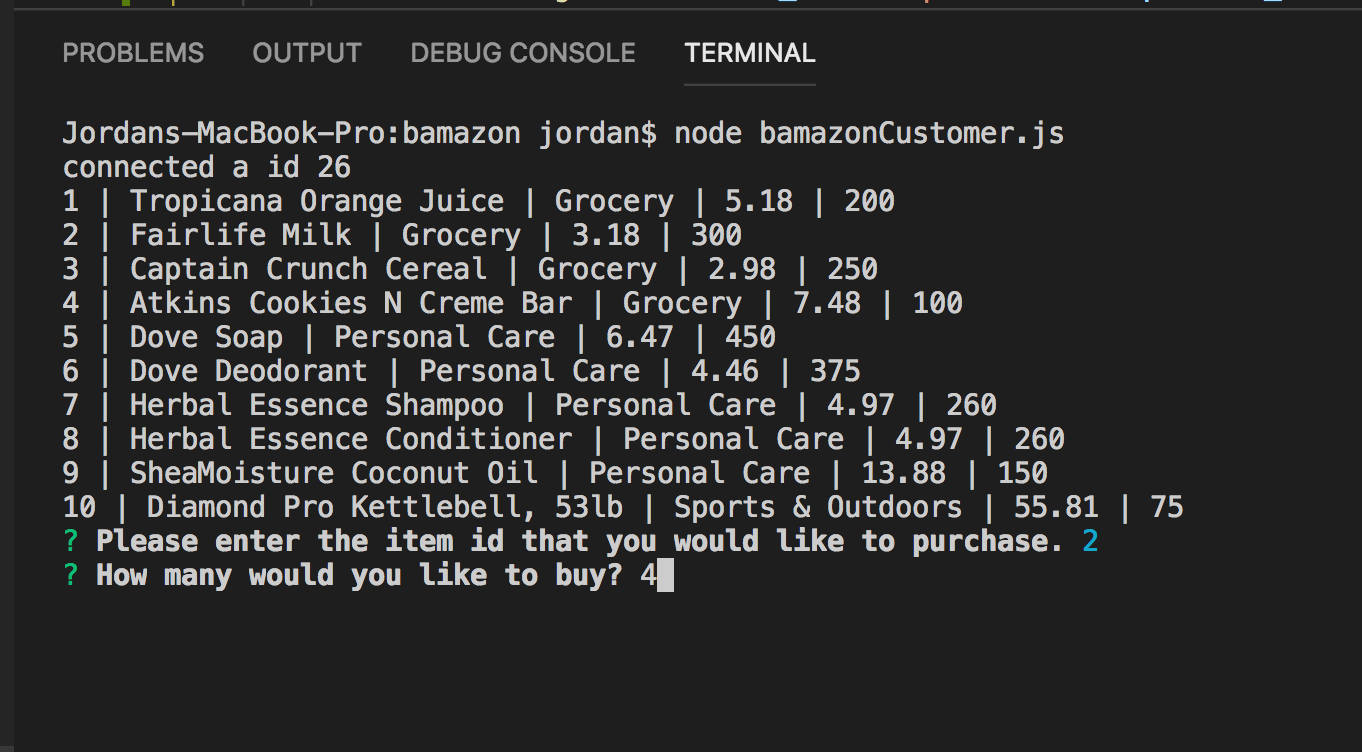 PROBLEMS OUTPUT DEBUG CONSOLE TERMINAL
Jordans-MacBook-Pro:bamazon jordan$ node bamazonCustomer.js
connected a id 26
1 | Tropicana Orange Juice | Grocery | 5.18 | 200
2 | Fairlife Milk | Grocery | 3.18 | 300
3 | Captain Crunch Cereal | Grocery | 2.98 | 250
4 | Atkins Cookies N Creme Bar | Grocery | 7.48 | 100
5 | Dove Soap | Personal Care | 6.47 | 450
6 | Dove Deodorant | Personal Care | 4.46 | 375
7 | Herbal Essence Shampoo | Personal Care | 4.97 | 260
8 | Herbal Essence Conditioner | Personal Care | 4.97 | 260
9 | SheaMoisture Coconut Oil | Personal Care | 13.88 | 150
10 | Diamond Pro Kettlebell, 53lb | Sports & Outdoors | 55.81 | 75
? Please enter the item id that you would like to purchase. 2
? How many would you like to buy? 4